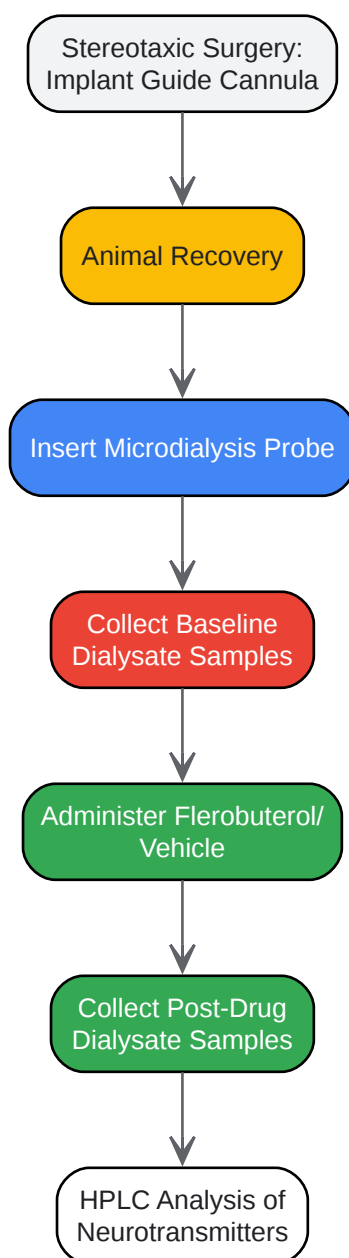 Stereotaxic Surgery:
Implant Guide Cannula
Animal Recovery
Insert Microdialysis Probe
Collect Baseline
Dialysate Samples
Administer Flerobuterol/
Vehicle
Collect Post-Drug
Dialysate Samples
HPLC Analysis of
Neurotransmitters